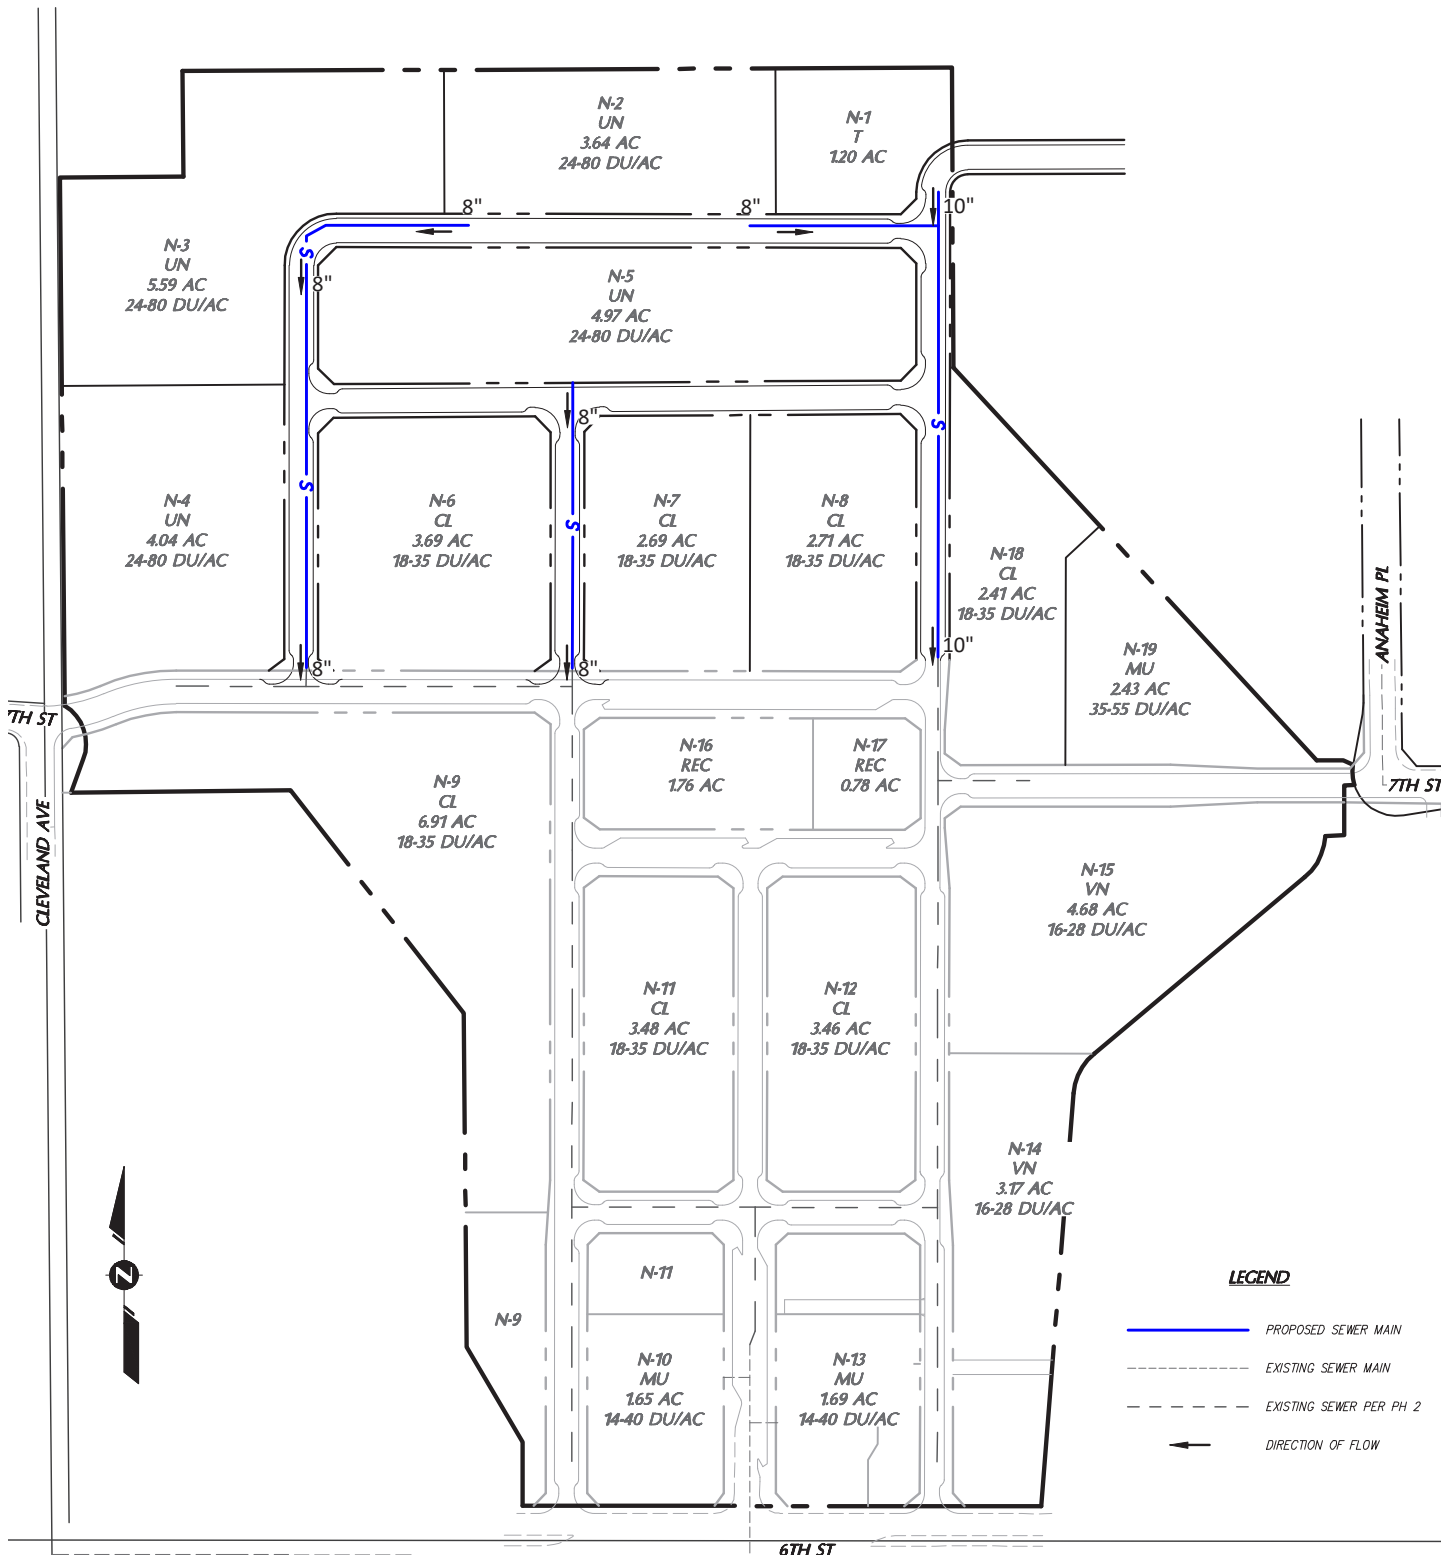 N-2
UN
3.64 AC
24-80 DU/AC
N-1
T
1.20 AC
8"
8"
10"
N-3
UN
5.59 AC
24-80 DU/AC
S
8"
N-5
UN
4.97 AC
24-80 DU/AC
8"
S
N-4
UN
4.04 AC
24-80 DU/AC
S
N-6
CL
3.69 AC
18-35 DU/AC
S
N-7
CL
2.69 AC
18-35 DU/AC
N-8
CL
2.71 AC
18-35 DU/AC
N-18
CL
2.41 AC
18-35 DU/AC
N-19
MU
2.43 AC
35-55 DU/AC
ANAHEIM PL
8"
8"
10"
7TH ST
CLEVELAND AVE
N-9
CL
6.91 AC
18-35 DU/AC
N-16
REC
1.76 AC
N-17
REC
0.78 AC
7TH ST
N-15
VN
4.68 AC
16-28 DU/AC
N-11
CL
3.48 AC
18-35 DU/AC
N-12
CL
3.46 AC
18-35 DU/AC
N-14
VN
3.17 AC
16-28 DU/AC
Z
N-11
N-9
N-10
MU
1.65 AC
14-40 DU/AC
N-13
MU
1.69 AC
14-40 DU/AC
LEGEND
PROPOSED SEWER MAIN
EXISTING SEWER MAIN
EXISTING SEWER PER PH 2
DIRECTION OF FLOW
6TH ST